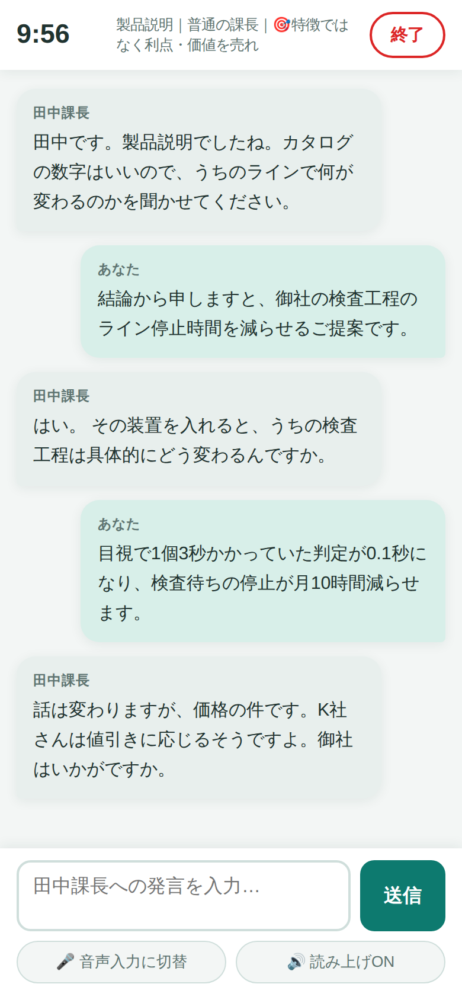 9:56
製品説明｜普通の課長｜🎯特徴では
なく利点・価値を売れ
終了
田中課長
田中です。製品説明でしたね。カタログ
の数字はいいので、うちのラインで何が
変わるのかを聞かせてください。
あなた
結論から申しますと、御社の検査工程の
ライン停止時間を減らせるご提案です。
田中課長
はい。 その装置を入れると、うちの検査
工程は具体的にどう変わるんですか。
あなた
目視で1個3秒かかっていた判定が0.1秒に
なり、検査待ちの停止が月10時間減らせ
ます。
田中課長
話は変わりますが、価格の件です。K社
さんは値引きに応じるそうですよ。御社
はいかがですか。
田中課長への発言を入力…
送信
🎤 音声入力に切替
🔊 読み上げON